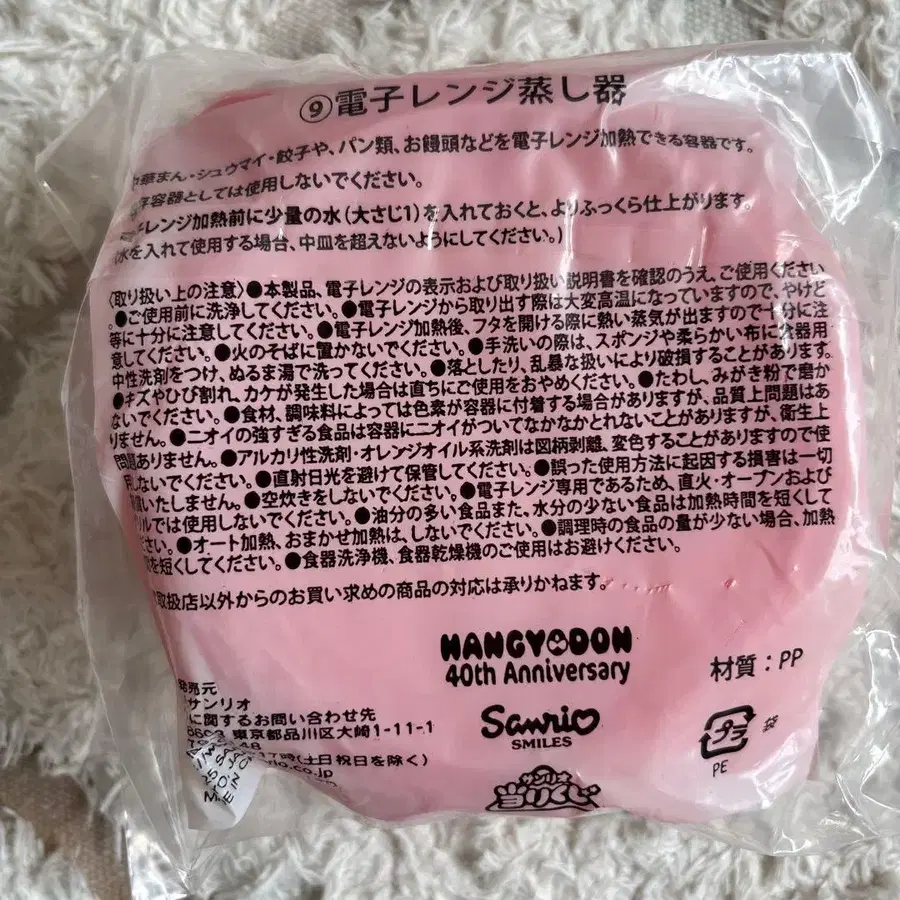 ⑨電子レンジ蒸し器
華まん・シュウマイ・餃子や、パン類、お饅頭などを電子レンジ加熱できる容器です。
存容器としては使用しないでください。
子レンジ加熱前に少量の水(大さじ1)を入れておくと、よりふっくら仕上がります。
(水を入れて使用する場合、中皿を超えないようにしてください。)
〈取り扱い上の注意〉●本製品、電子レンジの表示および取り扱い説明書を確認のうえ、ご使用ください
。●ご使用前に洗浄してください。●電子レンジから取り出す際は大変高温になっていますので、やけど
等に十分に注意してください。●電子レンジ加熱後、フタを開ける際に熱い蒸気が出ますので十分に注
意してください。●火のそばに置かないでください。●手洗いの際は、スポンジや柔らかい布に食器用
中性洗剤をつけ、ぬるま湯で洗ってください。●落としたり、乱暴な扱いにより破損することがあります。
●キズやひび割れ、カケが発生した場合は直ちにご使用をおやめください。●たわし、みがき粉で磨か
ないでください。●食材、調味料によっては色素が容器に付着する場合がありますが、品質上問題はあ
りません。●ニオイの強すぎる食品は容器にニオイがついてなかなかとれないことがありますが、衛生上
問題ありません。●アルカリ性洗剤・オレンジオイル系洗剤は図柄剥離、変色することがありますので使
用しないでください。●直射日光を避けて保管してください。●誤った使用方法に起因する損害は一切
いたしません。●空炊きをしないでください。●電子レンジ専用であるため、直火・オーブンおよび
ルでは使用しないでください。●油分の多い食品また、水分の少ない食品は加熱時間を短くして
さい。●オート加熱、おまかせ加熱は、しないでください。●調理時の食品の量が少ない場合、加熱
を短くしてください。●食器洗浄機、食器乾燥機のご使用はお避けください。
取扱店以外からのお買い求めの商品の対応は承りかねます。
HANGYODON
40th Anniversary
材質:PP
発売元
サンリオ
に関するお問い合わせ先
東京都品川区大崎1-11-1
17時(土日祝日を除く)
Sanrio
SMILES
プラ
袋
PE
サンリオ
当りくじ